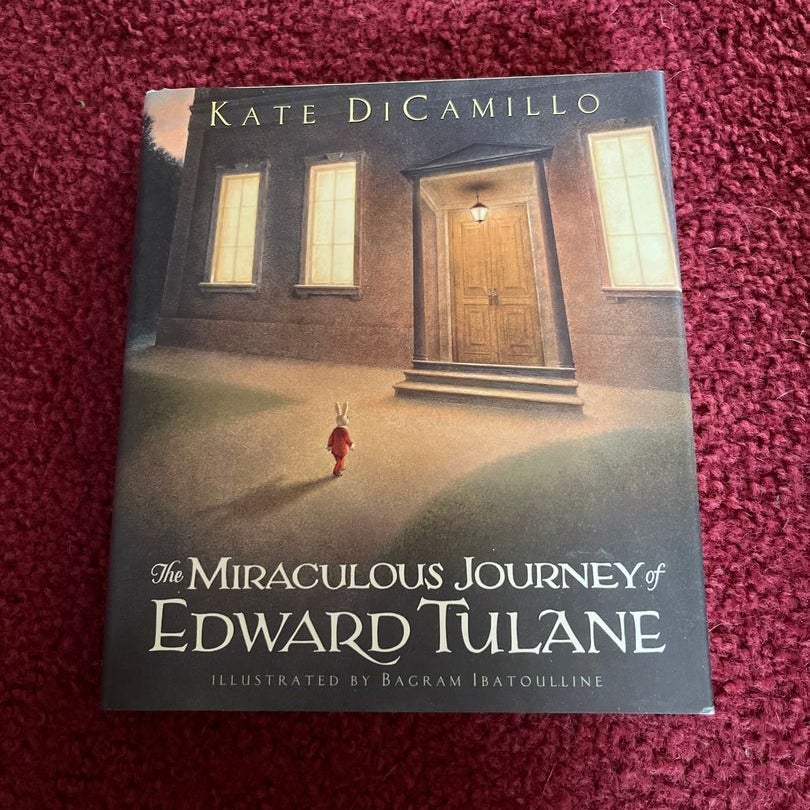 KATE DICAMILLO
The MIRACULOUS JOURNEY of
EDWARD TULANE
ILLUSTRATED BY BAGRAM IBATOULLINE